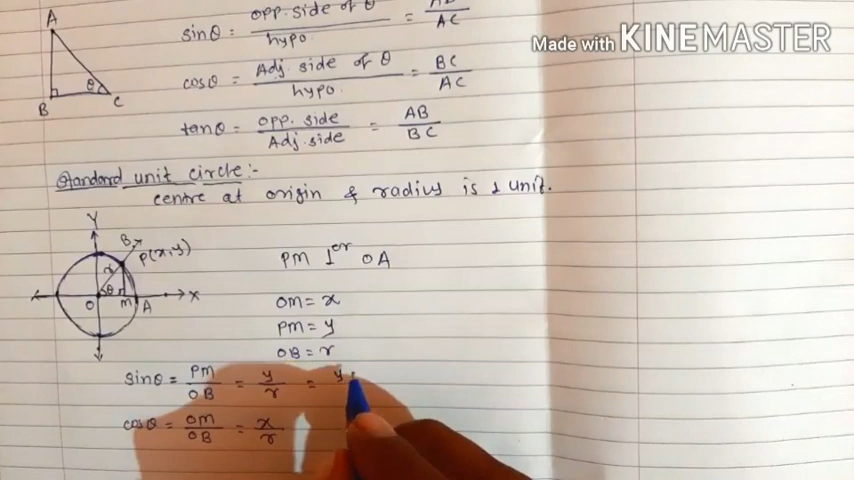 A
sinθ = opp. side of θ / hypo. = AB / AC
Made with KINEMASTER
cosθ = Adj. side of θ / hypo. = BC / AC
θ
B C
tanθ = opp. side / Adj. side = AB / BC
Standard unit circle:-
centre at origin & radius is 1 unit.
Y
B P(x,y)
PM ⊥er OA
r
θ
O M A X
OM = x
PM = y
OB = r
sinθ = PM / OB = y / r = y
cosθ = OM / OB = x / r